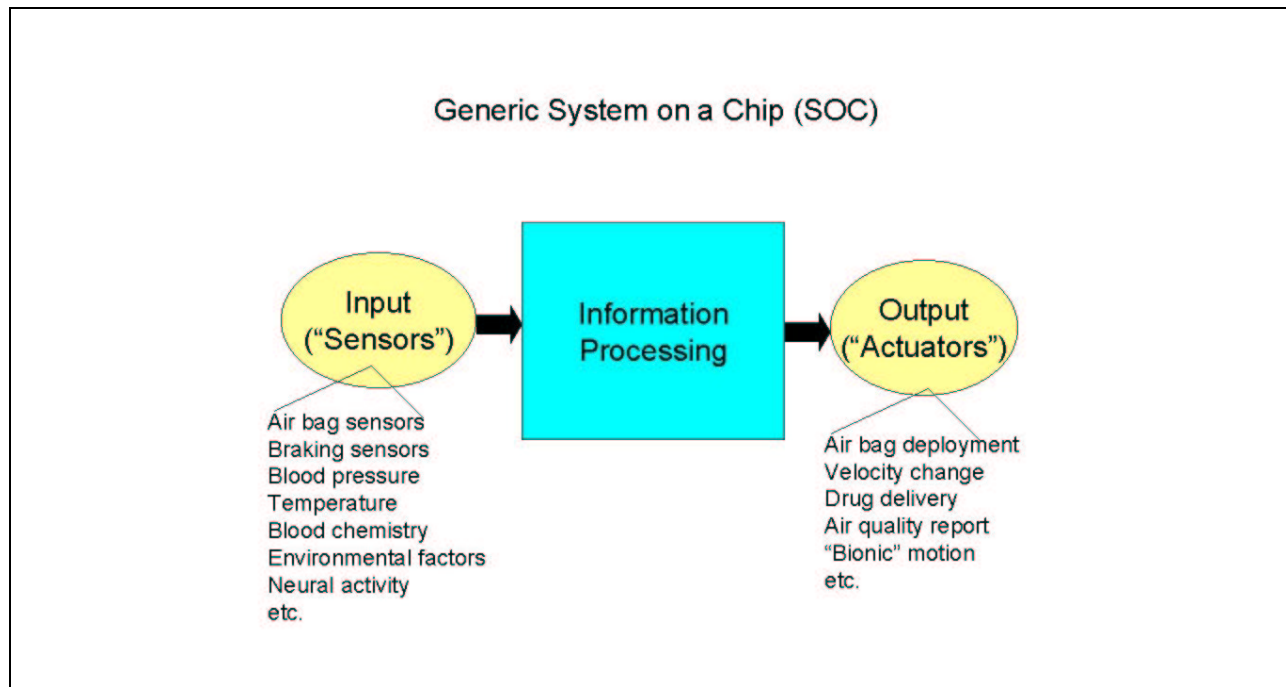 Generic System on a Chip (SOC)
Input
(“Sensors”)
Information
Processing
Output
(“Actuators”)
Air bag sensors
Braking sensors
Blood pressure
Temperature
Blood chemistry
Environmental factors
Neural activity
etc.
Air bag deployment
Velocity change
Drug delivery
Air quality report
“Bionic” motion
etc.